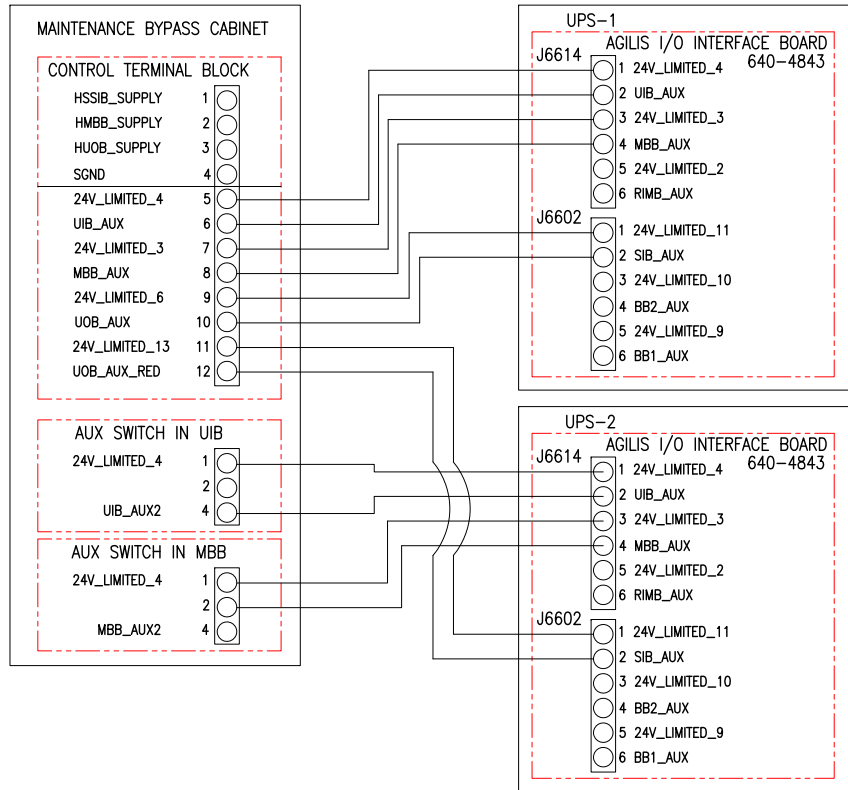 MAINTENANCE BYPASS CABINET
CONTROL TERMINAL BLOCK
HSSIB_SUPPLY 1
HMBB_SUPPLY 2
HUOB_SUPPLY 3
SGND 4
24V_LIMITED_4 5
UIB_AUX 6
24V_LIMITED_3 7
MBB_AUX 8
24V_LIMITED_6 9
UOB_AUX 10
24V_LIMITED_13 11
UOB_AUX_RED 12
AUX SWITCH IN UIB
24V_LIMITED_4 1
2
UIB_AUX2 4
AUX SWITCH IN MBB
24V_LIMITED_4 1
2
MBB_AUX2 4
UPS-1
AGILIS I/O INTERFACE BOARD
640-4843
J6614
1 24V_LIMITED_4
2 UIB_AUX
3 24V_LIMITED_3
4 MBB_AUX
5 24V_LIMITED_2
6 RIMB_AUX
J6602
1 24V_LIMITED_11
2 SIB_AUX
3 24V_LIMITED_10
4 BB2_AUX
5 24V_LIMITED_9
6 BB1_AUX
UPS-2
AGILIS I/O INTERFACE BOARD
640-4843
J6614
1 24V_LIMITED_4
2 UIB_AUX
3 24V_LIMITED_3
4 MBB_AUX
5 24V_LIMITED_2
6 RIMB_AUX
J6602
1 24V_LIMITED_11
2 SIB_AUX
3 24V_LIMITED_10
4 BB2_AUX
5 24V_LIMITED_9
6 BB1_AUX